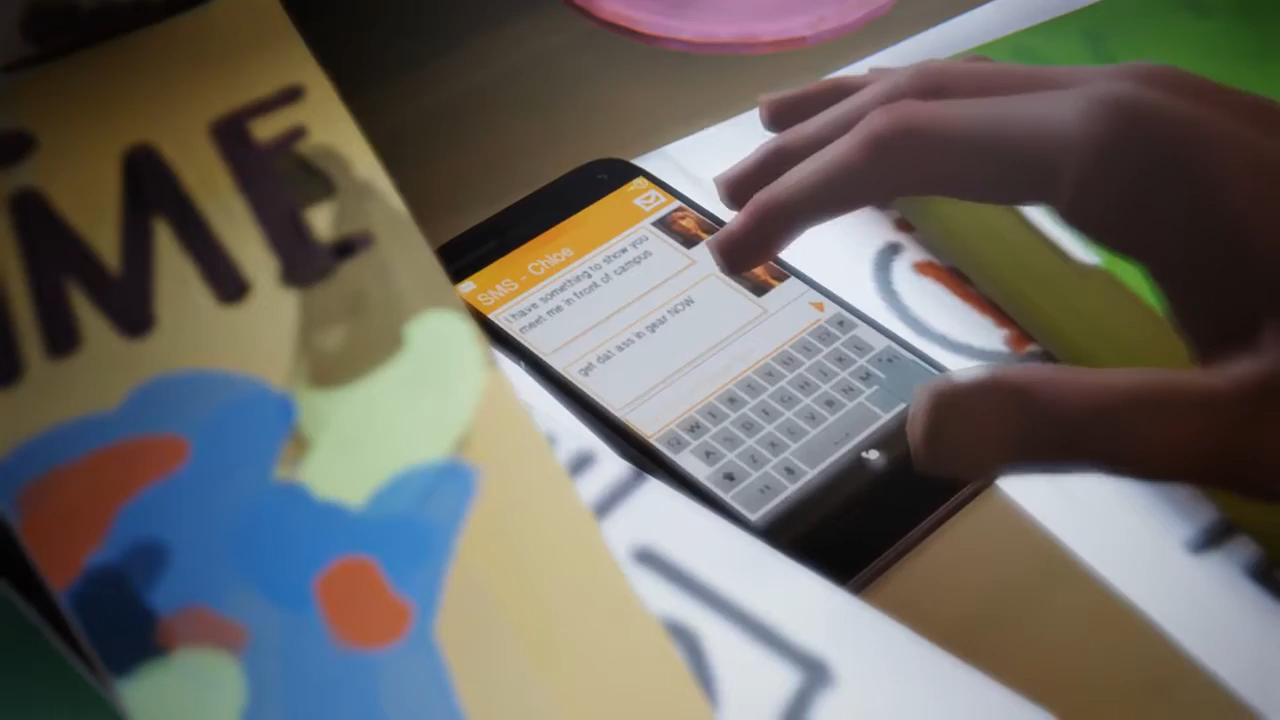 IME
SMS - Chloe
I have something to show you
meet me in front of campus
get dat ass in gear NOW
Q W E R T Y U I O P
A S D F G H J K L
Z X C V B N M